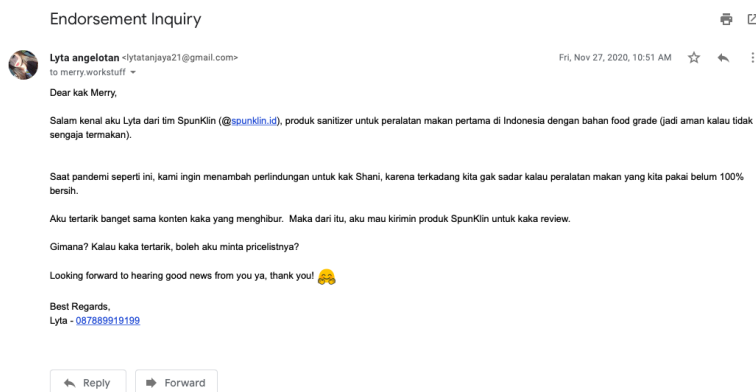 Endorsement Inquiry
Lyta angelotan <lytatanjaya21@gmail.com>
Fri, Nov 27, 2020, 10:51 AM
to merry.workstuff
Dear kak Merry,
Salam kenal aku Lyta dari tim SpunKlin (@spunklin.id), produk sanitizer untuk peralatan makan pertama di Indonesia dengan bahan food grade (jadi aman kalau tidak
sengaja termakan).
Saat pandemi seperti ini, kami ingin menambah perlindungan untuk kak Shani, karena terkadang kita gak sadar kalau peralatan makan yang kita pakai belum 100%
bersih.
Aku tertarik banget sama konten kaka yang menghibur. Maka dari itu, aku mau kirimin produk SpunKlin untuk kaka review.
Gimana? Kalau kaka tertarik, boleh aku minta pricelistnya?
Looking forward to hearing good news from you ya, thank you! 🤗
Best Regards,
Lyta - 087889919199
Reply
Forward